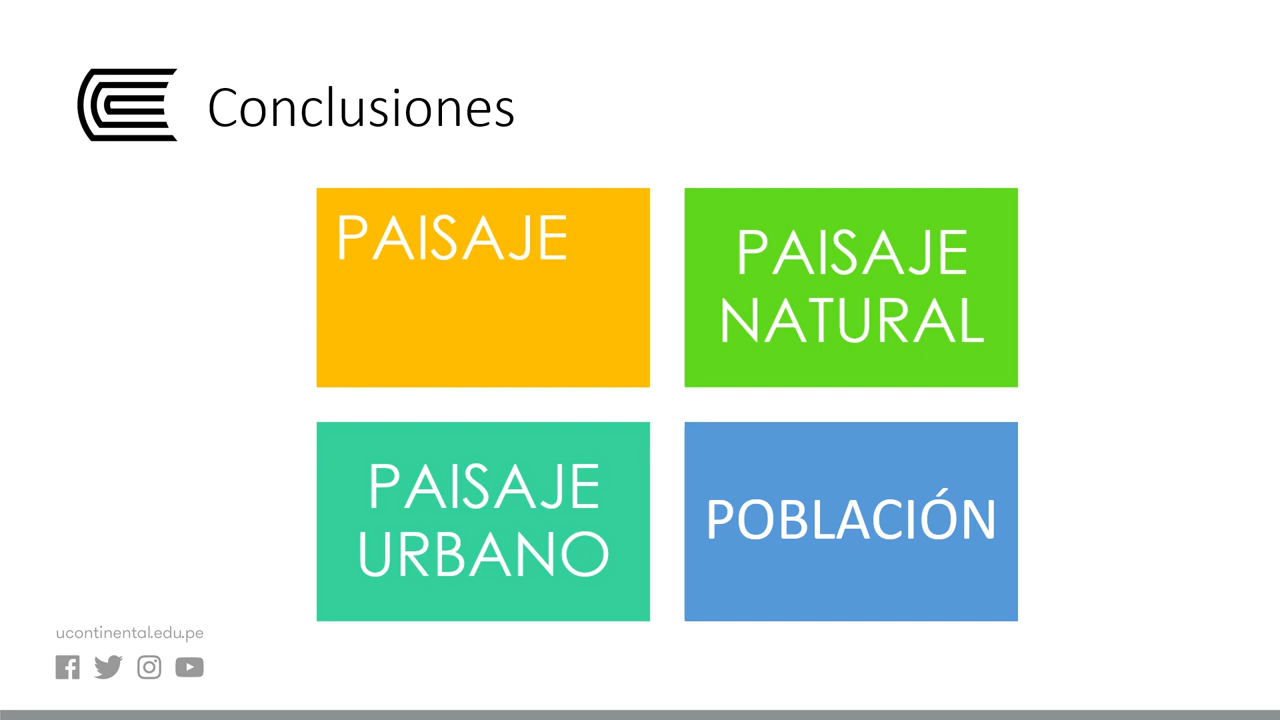 Conclusiones
PAISAJE
PAISAJE
NATURAL
PAISAJE
URBANO
POBLACIÓN
ucontinental.edu.pe